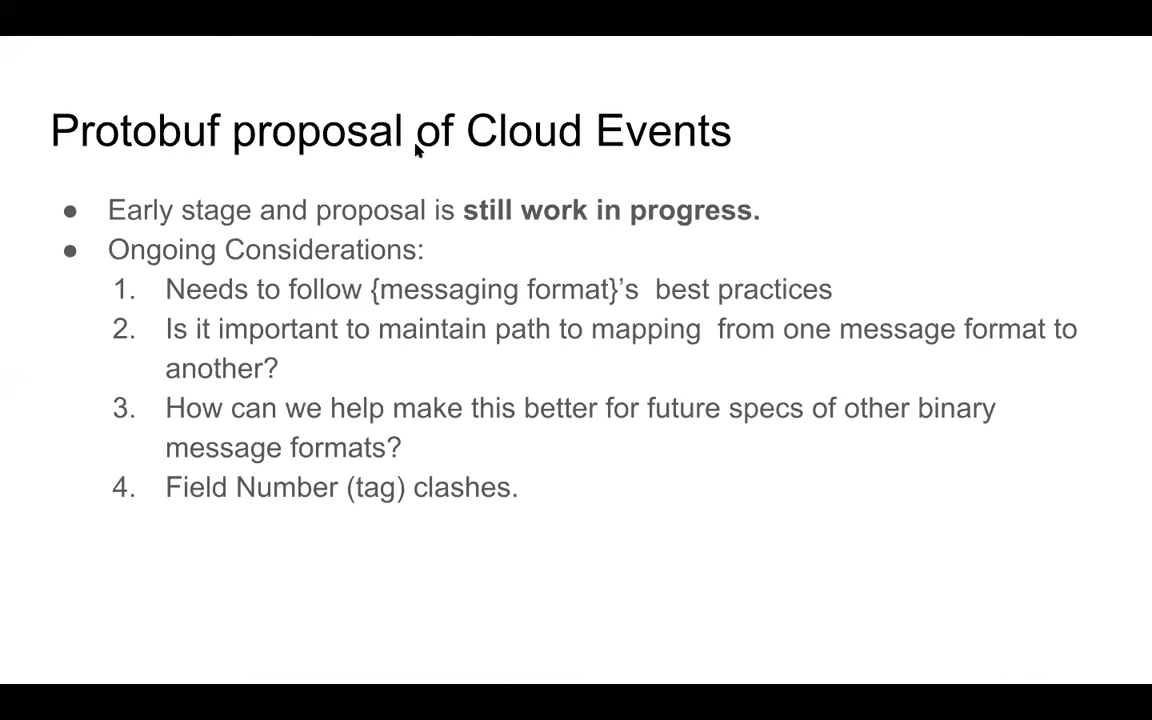 Protobuf proposal of Cloud Events
● Early stage and proposal is still work in progress.
● Ongoing Considerations:
1. Needs to follow {messaging format}’s  best practices
2. Is it important to maintain path to mapping  from one message format to
another?
3. How can we help make this better for future specs of other binary
message formats?
4. Field Number (tag) clashes.